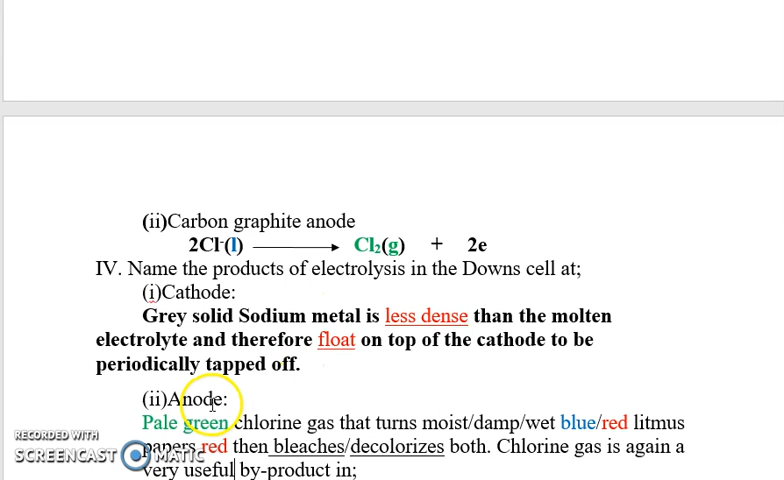 (ii)Carbon graphite anode
2Cl-(l) → Cl₂(g) + 2e
IV. Name the products of electrolysis in the Downs cell at;
(i)Cathode:
Grey solid Sodium metal is less dense than the molten
electrolyte and therefore float on top of the cathode to be
periodically tapped off.
(ii)Anode:
Pale green chlorine gas that turns moist/damp/wet blue/red litmus
papers red then bleaches/decolorizes both. Chlorine gas is again a
very useful by-product in;
RECORDED WITH
SCREENCAST MATIC